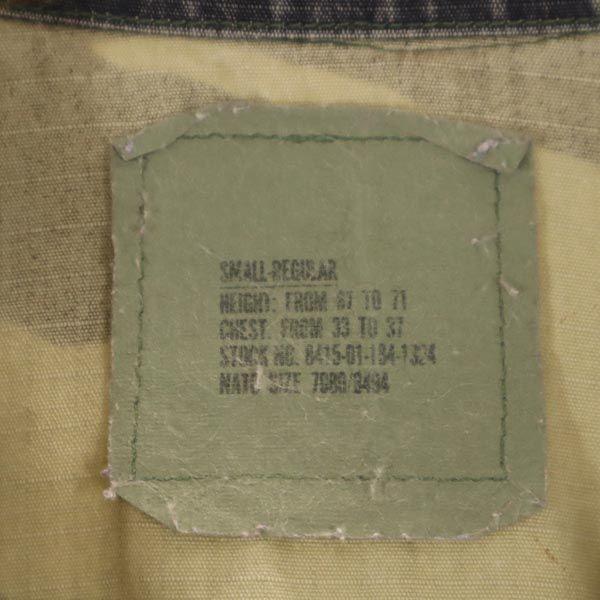 SMALL-REGULAR
HEIGHT: FROM 67 TO 71
CHEST: FROM 33 TO 37
STOCK NO. 8415-01-184-1324
NATO SIZE 7080/8494